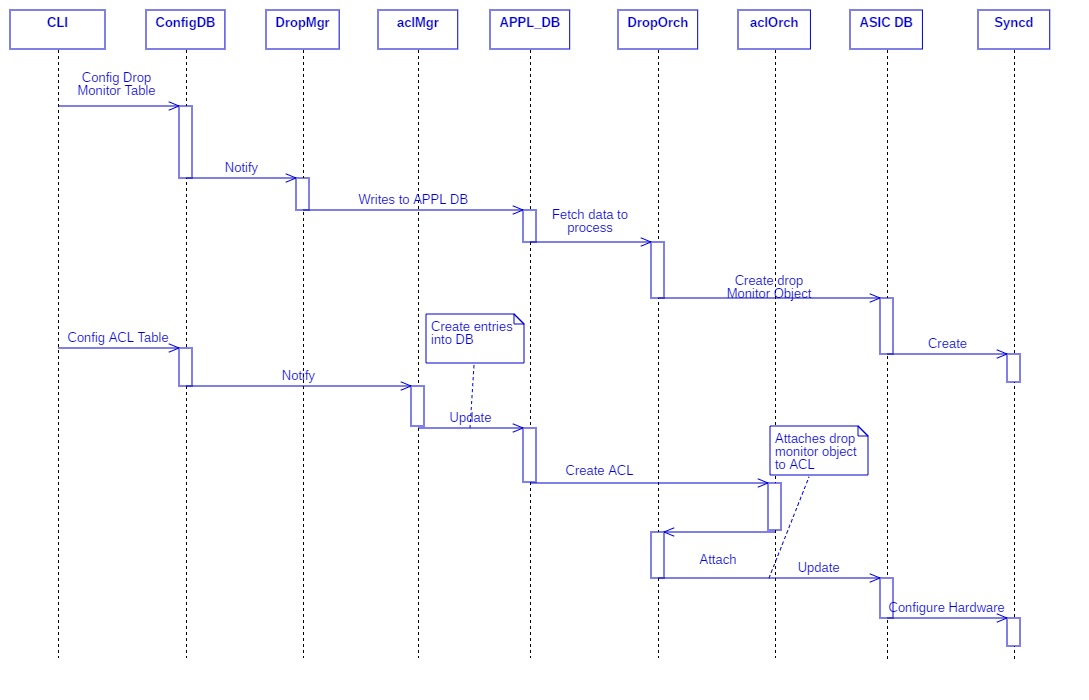 CLI
ConfigDB
DropMgr
aclMgr
APPL_DB
DropOrch
aclOrch
ASIC DB
Syncd
Config Drop
Monitor Table
Notify
Writes to APPL DB
Fetch data to
process
Create drop
Monitor Object
Create entries
into DB
Config ACL Table
Create
Notify
Update
Attaches drop
monitor object
to ACL
Create ACL
Attach
Update
Configure Hardware